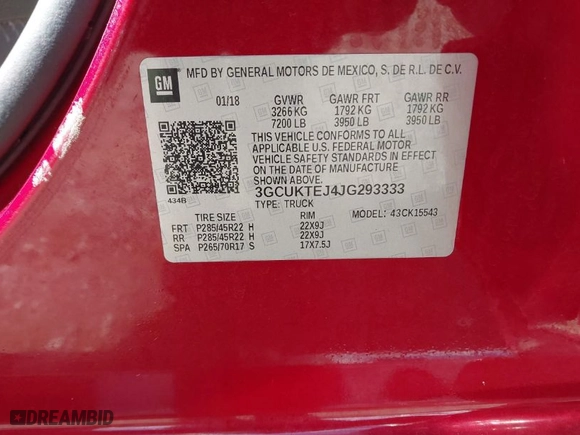 GM
MFD BY GENERAL MOTORS DE MEXICO, S. DE R.L. DE C.V.
01/18 GVWR GAWR FRT GAWR RR
3266 KG 1792 KG 1792 KG
7200 LB 3950 LB 3950 LB
THIS VEHICLE CONFORMS TO ALL
APPLICABLE U.S. FEDERAL MOTOR
VEHICLE SAFETY STANDARDS IN EFFECT
ON THE DATE OF MANUFACTURE
SHOWN ABOVE.
3GCUKTEJ4JG293333
434B
TYPE: TRUCK
TIRE SIZE RIM MODEL: 43CK15543
FRT P285/45R22 H 22X9J
RR P285/45R22 H 22X9J
SPA P265/70R17 S 17X7.5J
DREAMBID